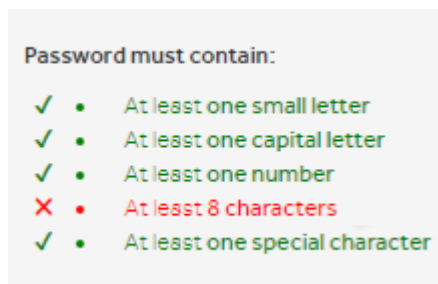 Password must contain:
✓ • At least one small letter
✓ • At least one capital letter
✓ • At least one number
✕ • At least 8 characters
✓ • At least one special character